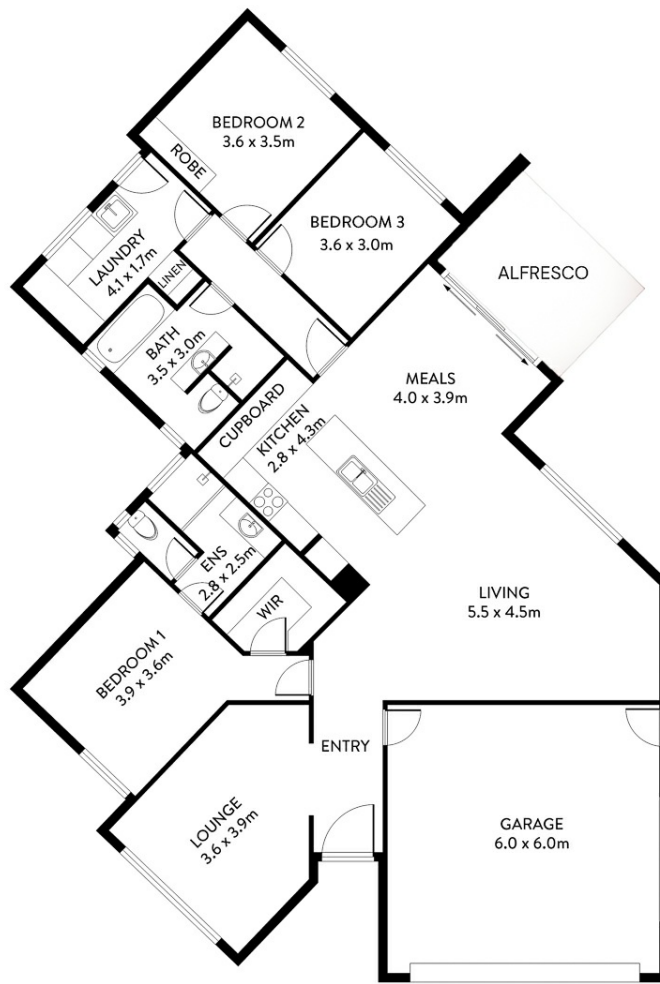 BEDROOM 2
3.6 x 3.5m
ROBE
BEDROOM 3
3.6 x 3.0m
LAUNDRY
4.1 x 1.7m
LINEN
ALFRESCO
BATH
3.5 x 3.0m
MEALS
4.0 x 3.9m
CUPBOARD
KITCHEN
2.8 x 4.3m
ENS
2.8 x 2.5m
WIR
LIVING
5.5 x 4.5m
BEDROOM 1
3.9 x 3.6m
ENTRY
LOUNGE
3.6 x 3.9m
GARAGE
6.0 x 6.0m